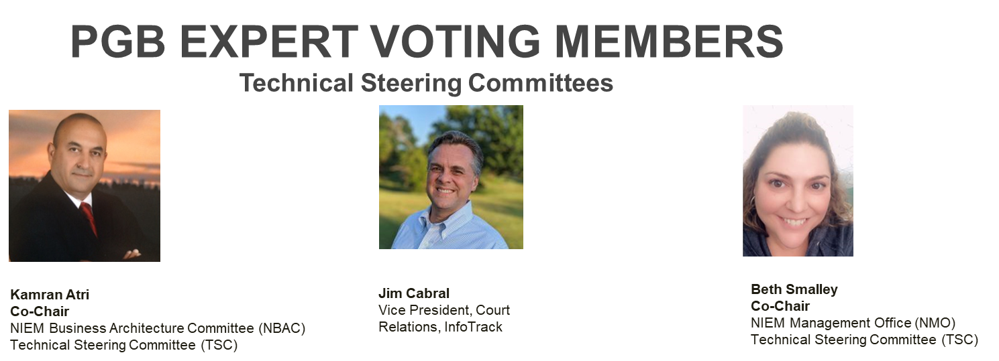 PGB EXPERT VOTING MEMBERS
Technical Steering Committees
Kamran Atri
Co-Chair
NIEM Business Architecture Committee (NBAC)
Technical Steering Committee (TSC)
Jim Cabral
Vice President, Court
Relations, InfoTrack
Beth Smalley
Co-Chair
NIEM Management Office (NMO)
Technical Steering Committee (TSC)